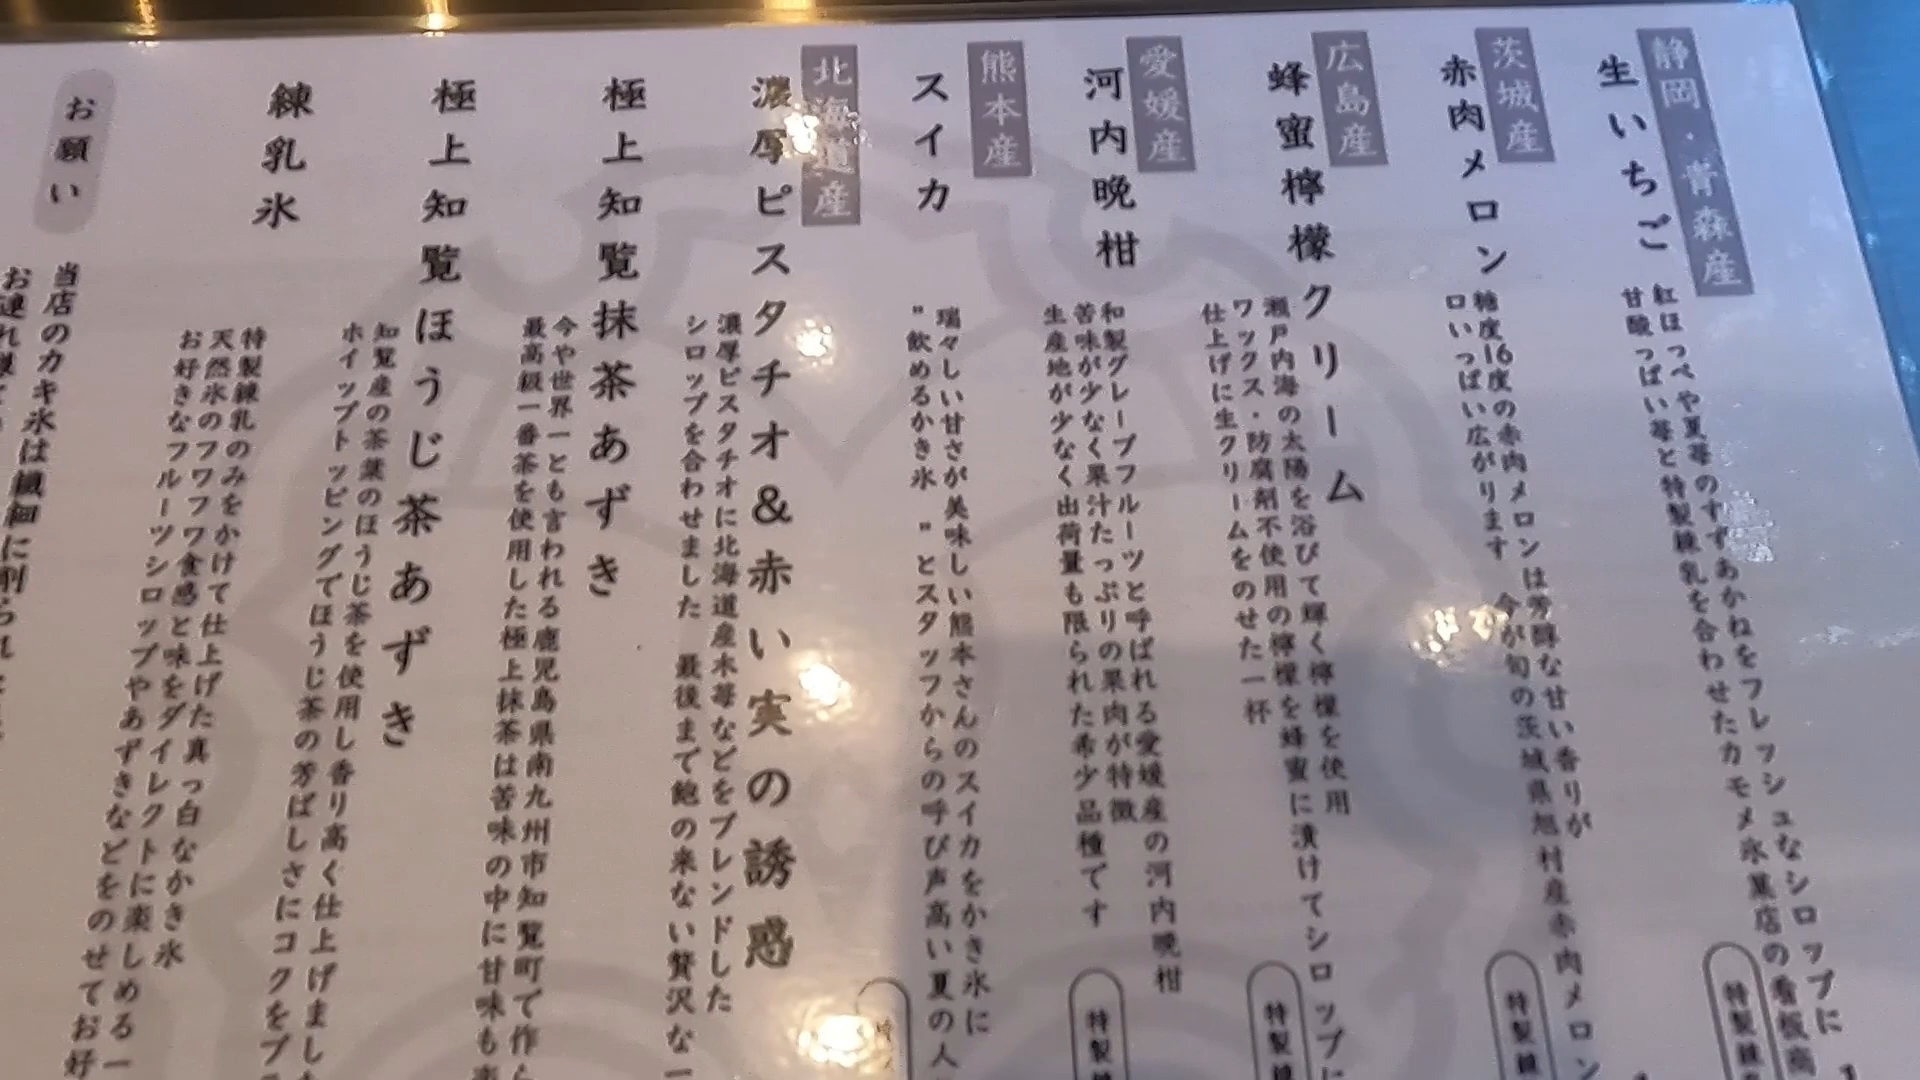 静岡・青森産
生いちご
紅ほっぺや夏苺のすずあかねをフレッシュなシロップに
甘酸っぱい苺と特製練乳を合わせたカモメ氷菓店の看板商
特製練
茨城産
赤肉メロン
糖度16度の赤肉メロンは芳醇な甘い香りが
口いっぱい広がります 今が旬の茨城県旭村産赤肉メロン
特製
広島産
蜂蜜檸檬クリーム
瀬戸内海の太陽を浴びて輝く檸檬を使用
ワックス・防腐剤不使用の檸檬を蜂蜜に漬けてシロップに
仕上げに生クリームをのせた一杯
特製練
愛媛産
河内晩柑
和製グレープフルーツと呼ばれる愛媛産の河内晩柑
苦味が少なく果汁たっぷりの果肉が特徴
生産地が少なく出荷量も限られた希少品種です
特製
熊本産
スイカ
瑞々しい甘さが美味しい熊本さんのスイカをかき氷に
"飲めるかき氷 "とスタッフからの呼び声高い夏の人
北海道産
濃厚ピスタチオ&赤い実の誘惑
濃厚ピスタチオに北海道産木苺などをブレンドした
シロップを合わせました 最後まで飽の来ない贅沢な一
極上知覧抹茶あずき
今や世界一とも言われる鹿児島県南九州市知覧町で作ら
最高級一番茶を使用した極上抹茶は苦味の中に甘味も
極上知覧ほうじ茶あずき
知覧産の茶葉のほうじ茶を使用し香り高く仕上げました
ホイップトッピングでほうじ茶の芳ばしさにコクをプ
練乳氷
特製練乳のみをかけて仕上げた真っ白なかき氷
天然氷のフワフワ食感と味をダイレクトに楽しめる一
お好きなフルーツシロップやあずきなどをのせてお好
お願い
当店のカキ氷は繊細に削られ
お連れ様